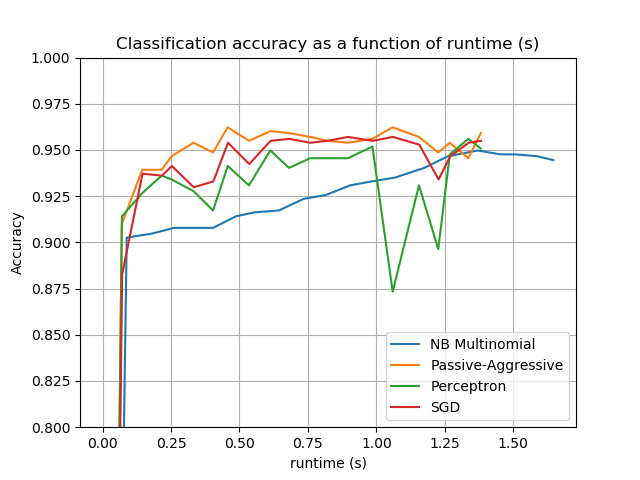 Classification accuracy as a function of runtime (s)
1.000
0.975
0.950
0.925
0.900
0.875
0.850
0.825
0.800
Accuracy
NB Multinomial
Passive-Aggressive
Perceptron
SGD
0.00 0.25 0.50 0.75 1.00 1.25 1.50
runtime (s)